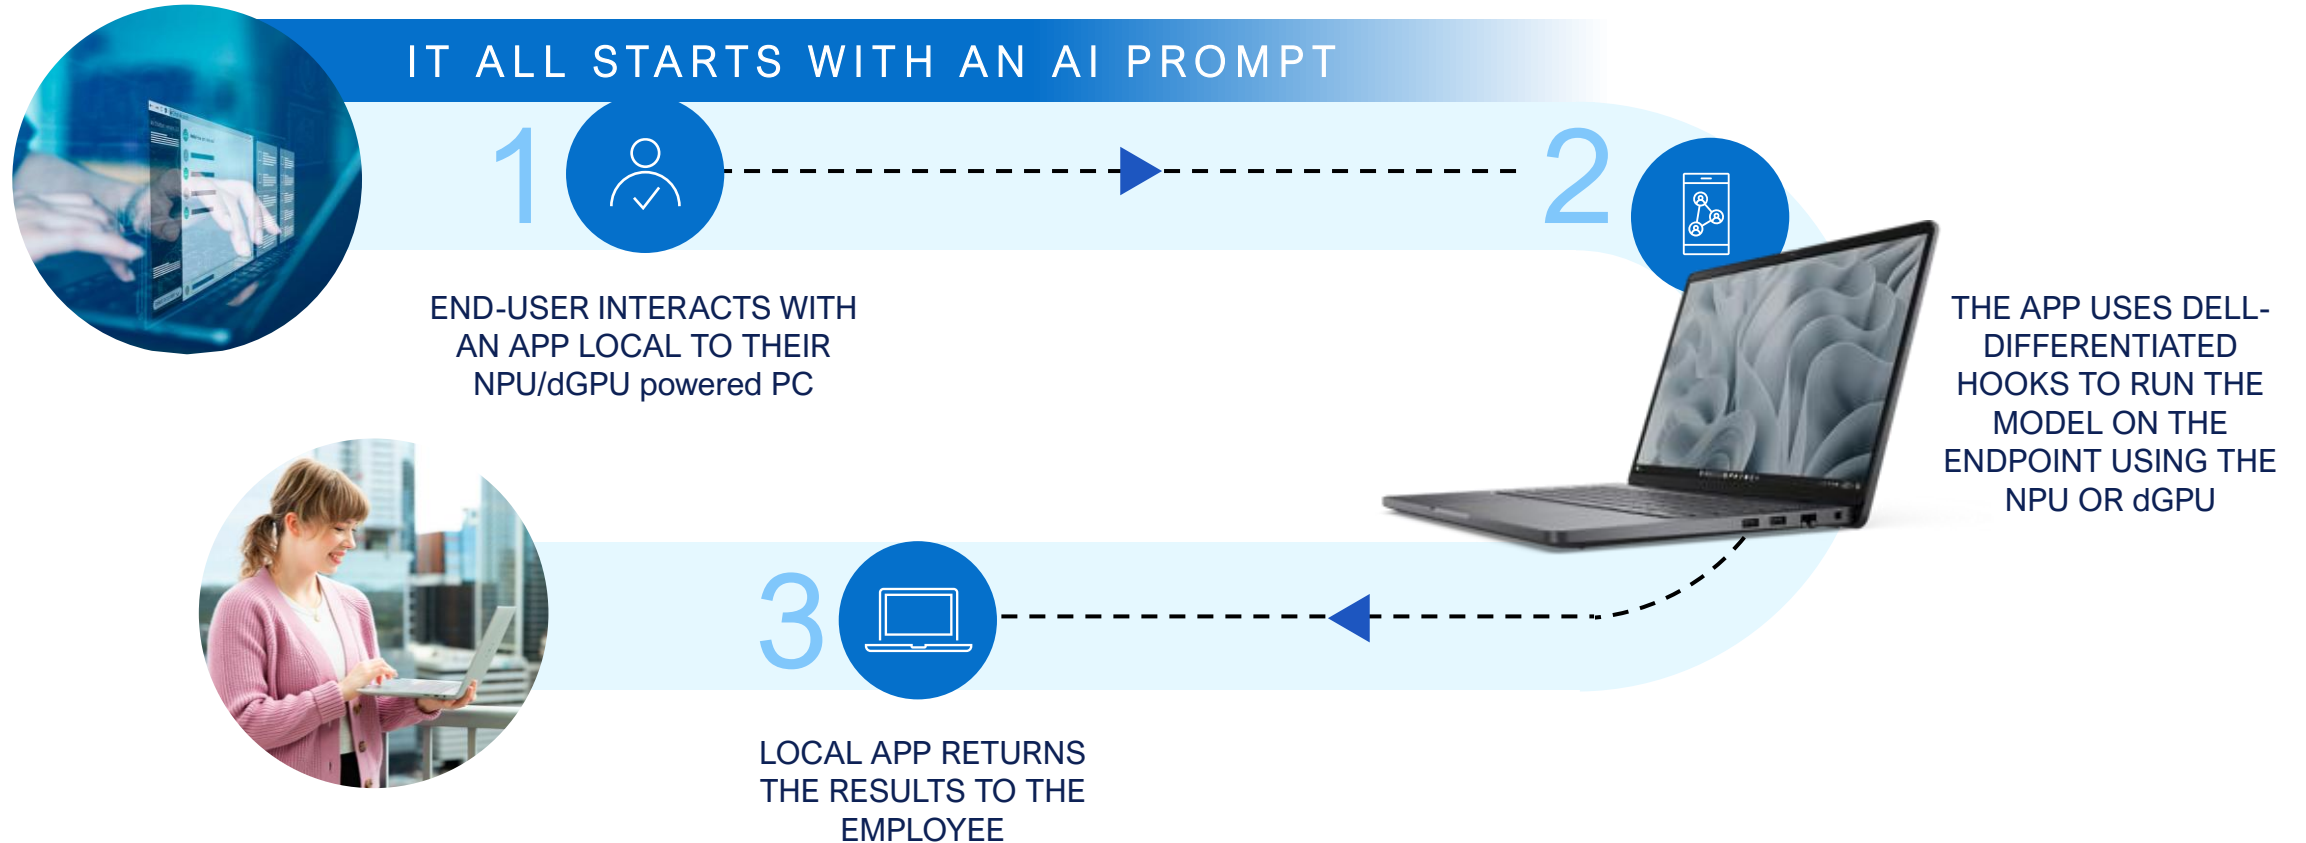 IT ALL STARTS WITH AN AI PROMPT
1
END-USER INTERACTS WITH
AN APP LOCAL TO THEIR
NPU/dGPU powered PC
2
THE APP USES DELL-
DIFFERENTIATED
HOOKS TO RUN THE
MODEL ON THE
ENDPOINT USING THE
NPU OR dGPU
3
LOCAL APP RETURNS
THE RESULTS TO THE
EMPLOYEE